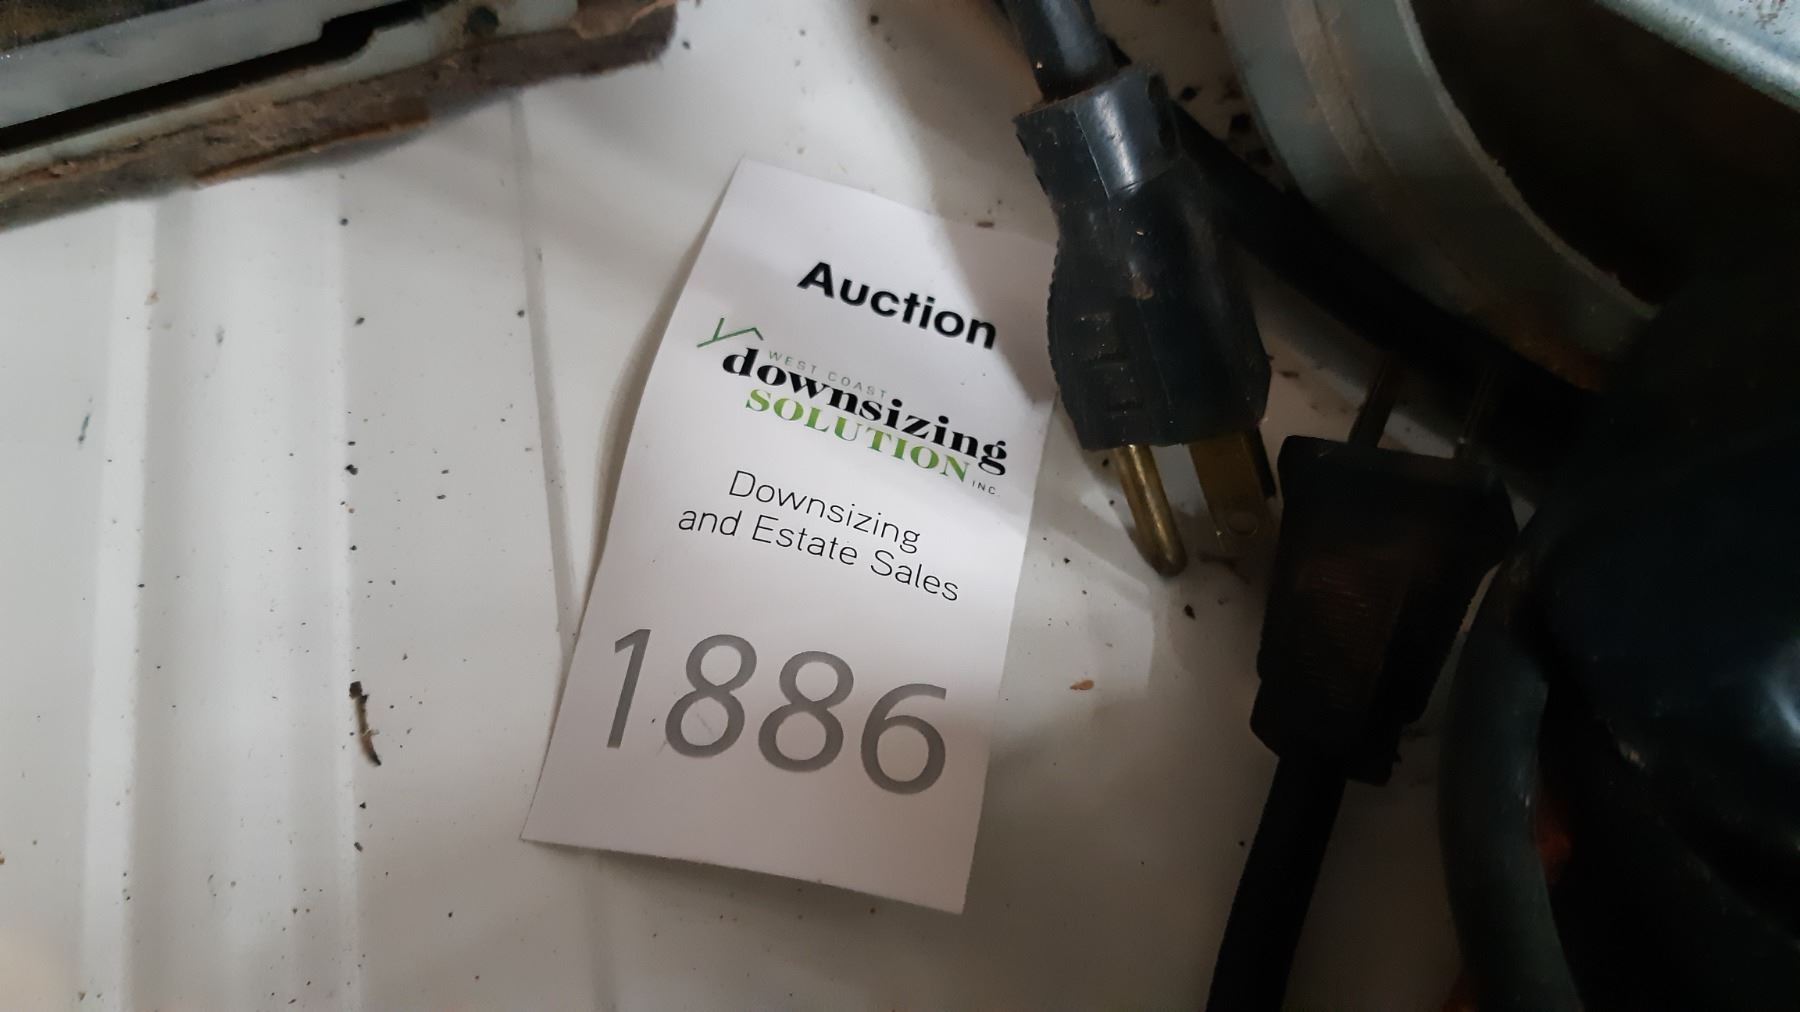 Auction
WEST COAST
downsizing
SOLUTION INC.
Downsizing
and Estate Sales
1886